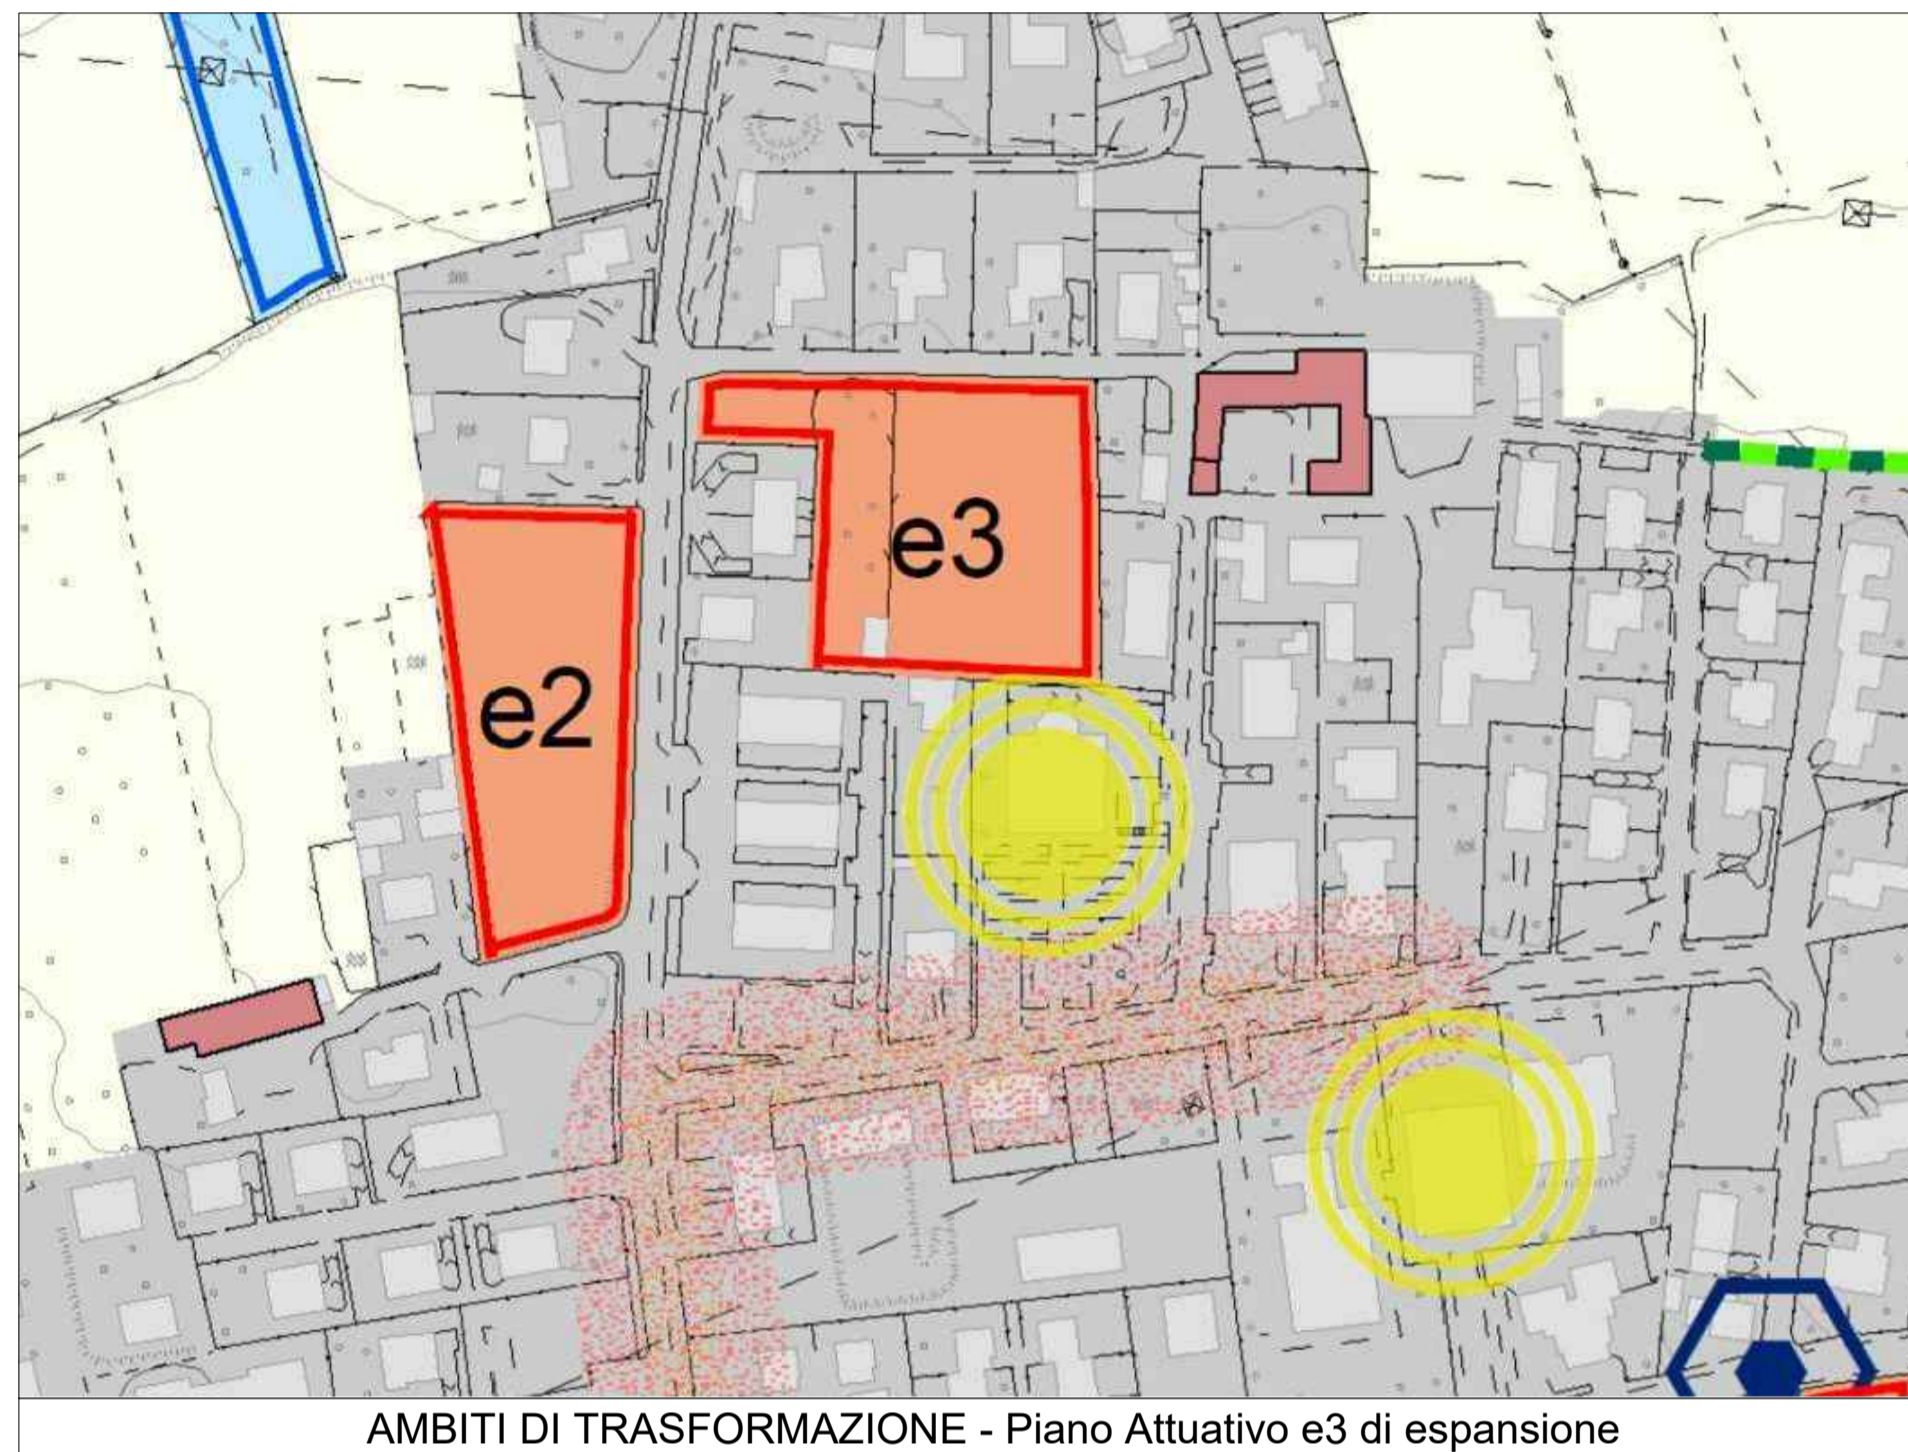 e3
e2
AMBITI DI TRASFORMAZIONE - Piano Attuativo e3 di espansione